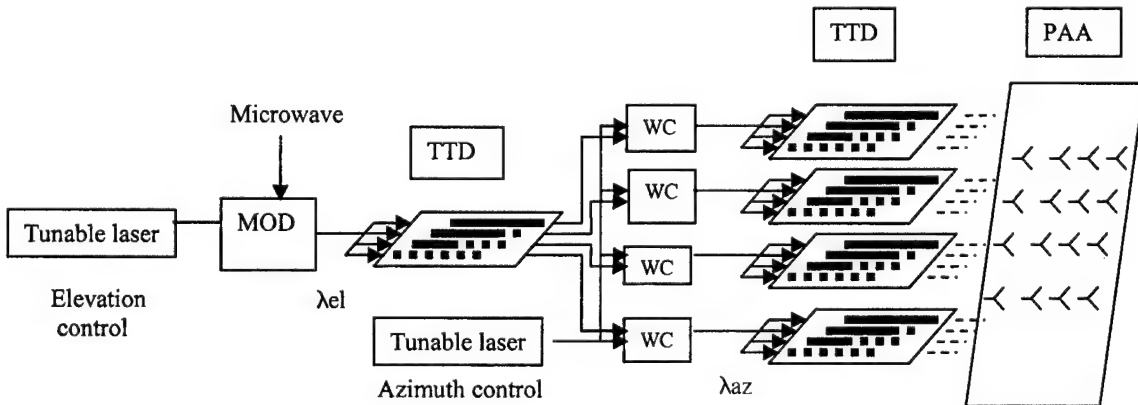 TTD
PAA
Microwave
TTD
WC
WC
WC
WC
MOD
Tunable laser
Elevation
control
λel
Tunable laser
Azimuth control
λaz